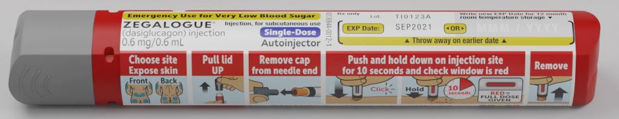 Emergency Use for Very Low Blood Sugar
ZEGALOGUE® Injection, for subcutaneous use
(dasiglucagon) injection Single-Dose
0.6 mg/0.6 mL Autoinjector
Rx only Lot: TI8123A Write new EXP Date for 12 month
room temperature storage ▼
EXP Date: SEP2021 ◄OR►
▲ Throw away on earlier date ▲
Choose site
Expose skin
Front Back
Pull lid
UP
Remove cap
from needle end
Push and hold down on injection site
for 10 seconds and check window is red
Click
Hold
10
seconds
RED=
FULL DOSE
GIVEN
Remove